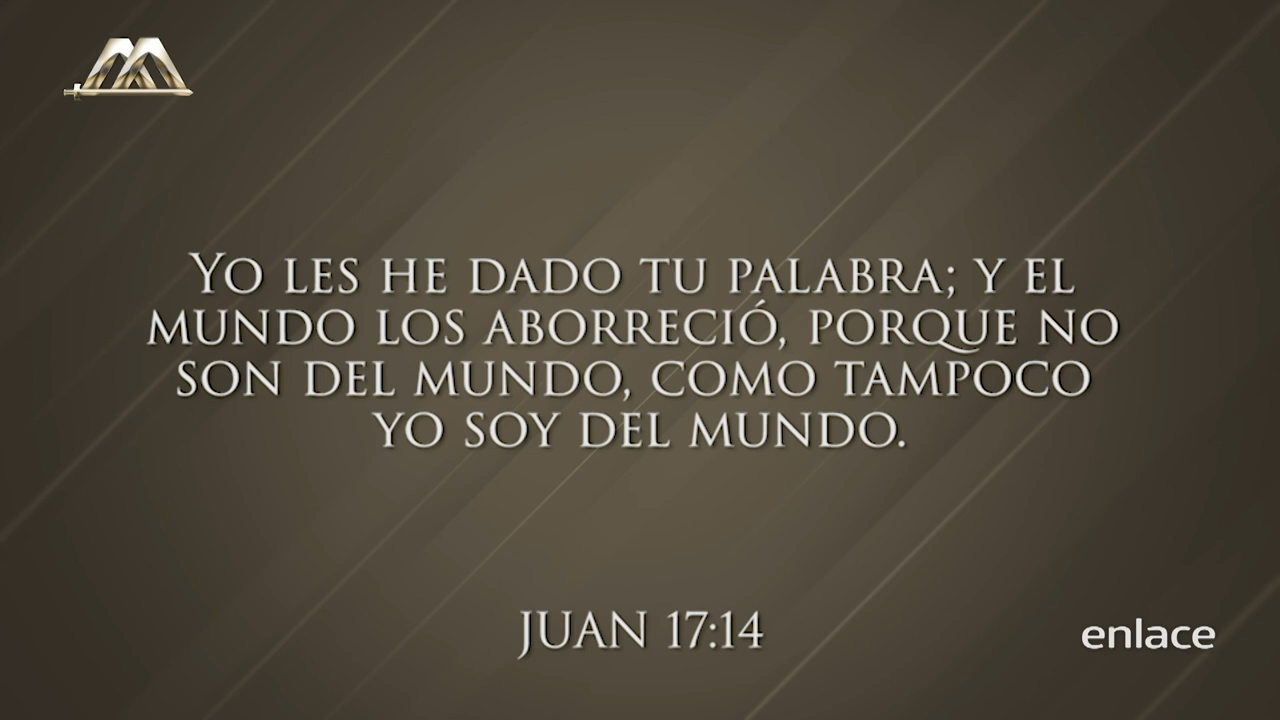 Yo les he dado tu palabra; y el
mundo los aborreció, porque no
son del mundo, como tampoco
yo soy del mundo.
Juan 17:14
enlace